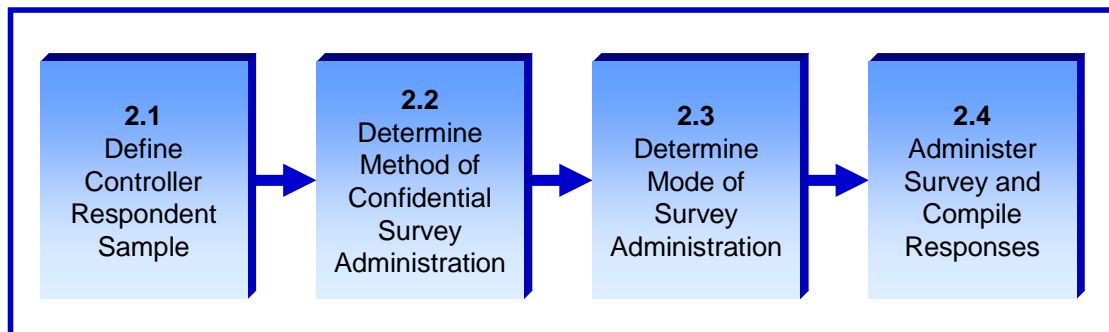 2.1
Define
Controller
Respondent
Sample
2.2
Determine
Method of
Confidential
Survey
Administration
2.3
Determine
Mode of
Survey
Administration
2.4
Administer
Survey and
Compile
Responses